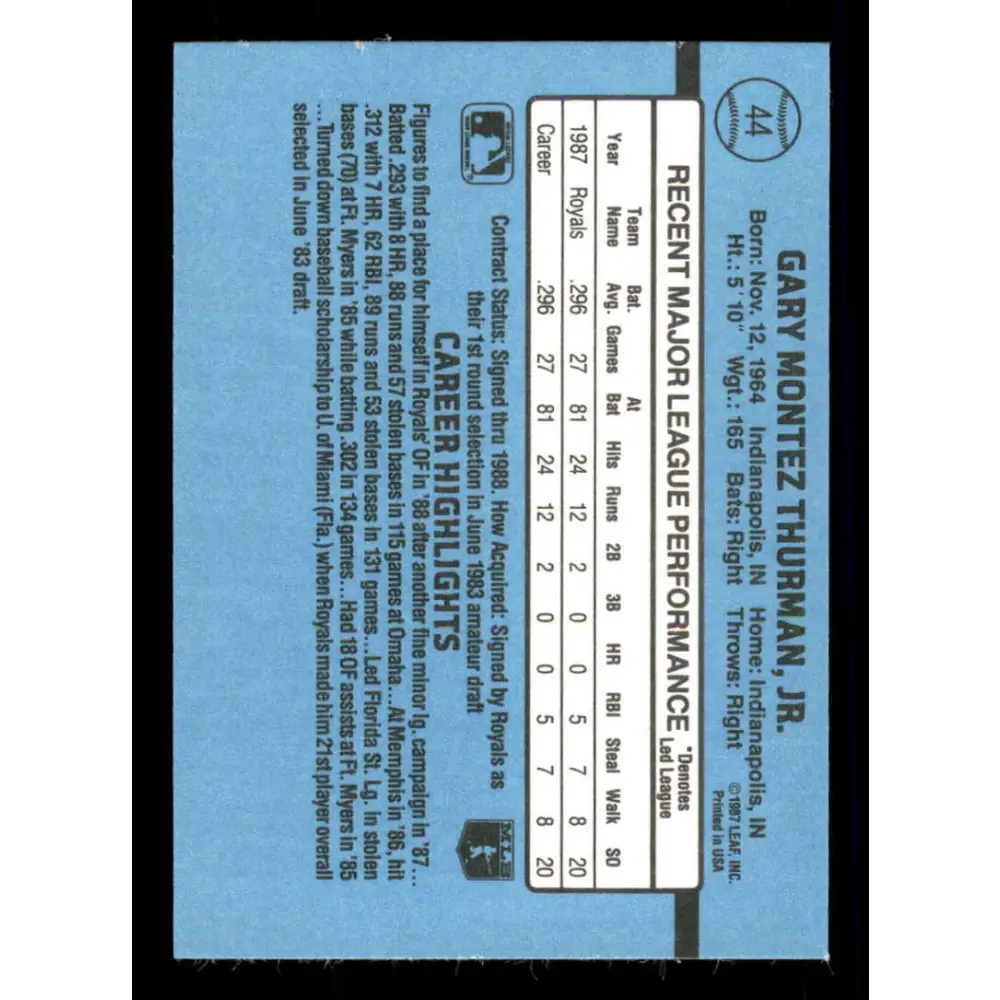 44
GARY MONTEZ THURMAN, JR.
Born: Nov. 12, 1964 Indianapolis, IN Home: Indianapolis, IN
Ht.: 5' 10" Wgt.: 165 Bats: Right Throws: Right
©1987 LEAF, INC.
Printed in USA
RECENT MAJOR LEAGUE PERFORMANCE
*Denotes
Led League
Year Team Name Bat. Avg. Games At Bat Hits Runs 2B 3B HR RBI Steal Walk SO
1987 Royals .296 27 81 24 12 2 0 0 5 7 8 20
Career .296 27 81 24 12 2 0 0 5 7 8 20
Contract Status: Signed thru 1988. How Acquired: Signed by Royals as
their 1st round selection in June 1983 amateur draft
MLB
CAREER HIGHLIGHTS
Figures to find a place for himself in Royals' OF in '88 after another fine minor lg. campaign in '87...
Batted .293 with 8 HR, 88 runs and 57 stolen bases in 115 games at Omaha...At Memphis in '86, hit
.312 with 7 HR, 62 RBI, 89 runs and 53 stolen bases in 131 games...Led Florida St. Lg. in stolen
bases (70) at Ft. Myers in '85 while batting .302 in 134 games...Had 18 OF assists at Ft. Myers in '85
...Turned down baseball scholarship to U. of Miami (Fla.) when Royals made him 21st player overall
selected in June '83 draft.